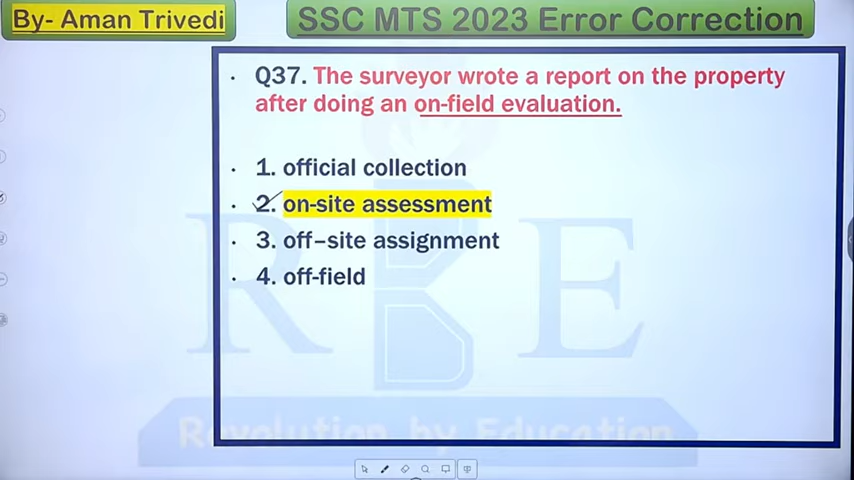 By- Aman Trivedi
SSC MTS 2023 Error Correction
• Q37. The surveyor wrote a report on the property
after doing an on-field evaluation.
• 1. official collection
• 2. on-site assessment
• 3. off–site assignment
• 4. off-field
RBE
Revolution by Education